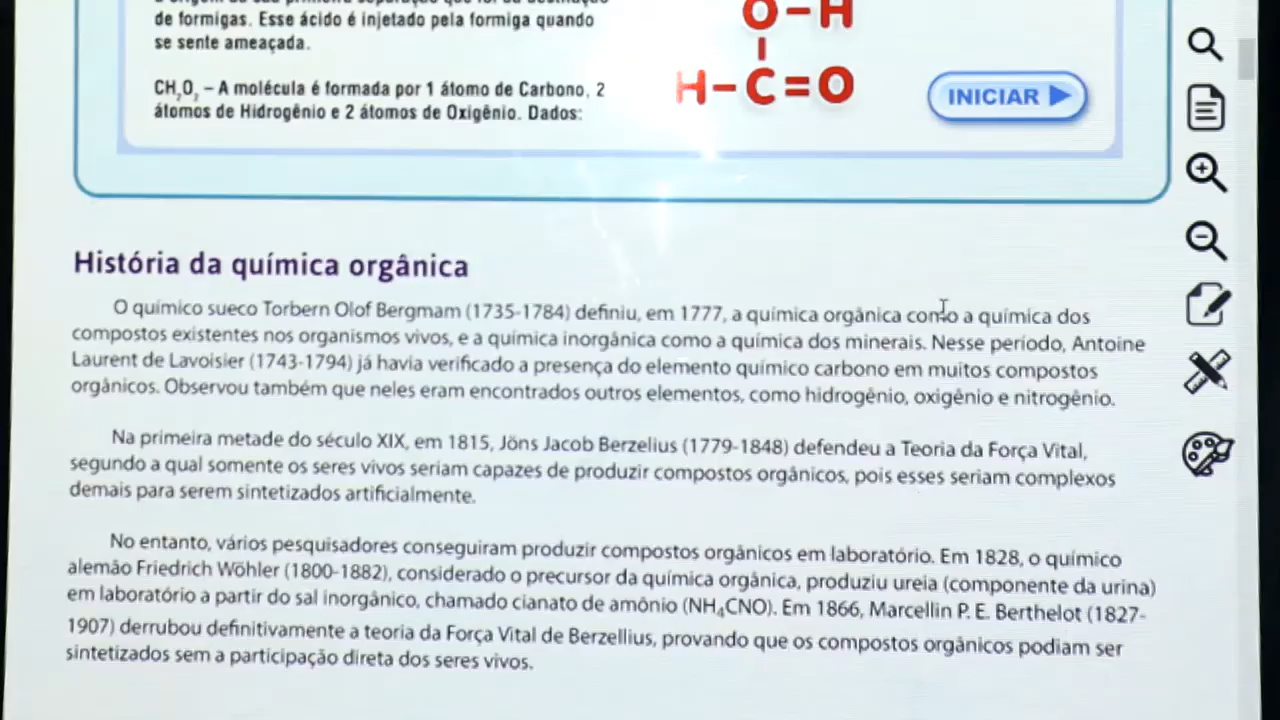 de formigas. Esse ácido é injetado pela formiga quando
se sente ameaçada.
CH₂O₂ – A molécula é formada por 1 átomo de Carbono, 2
átomos de Hidrogênio e 2 átomos de Oxigênio. Dados:
O–H
H–C=O
INICIAR
História da química orgânica
O químico sueco Torbern Olof Bergmam (1735-1784) definiu, em 1777, a química orgânica como a química dos
compostos existentes nos organismos vivos, e a química inorgânica como a química dos minerais. Nesse período, Antoine
Laurent de Lavoisier (1743-1794) já havia verificado a presença do elemento químico carbono em muitos compostos
orgânicos. Observou também que neles eram encontrados outros elementos, como hidrogênio, oxigênio e nitrogênio.
Na primeira metade do século XIX, em 1815, Jöns Jacob Berzelius (1779-1848) defendeu a Teoria da Força Vital,
segundo a qual somente os seres vivos seriam capazes de produzir compostos orgânicos, pois esses seriam complexos
demais para serem sintetizados artificialmente.
No entanto, vários pesquisadores conseguiram produzir compostos orgânicos em laboratório. Em 1828, o químico
alemão Friedrich Wöhler (1800-1882), considerado o precursor da química orgânica, produziu ureia (componente da urina)
em laboratório a partir do sal inorgânico, chamado cianato de amônio (NH₄CNO). Em 1866, Marcellin P. E. Berthelot (1827-
1907) derrubou definitivamente a teoria da Força Vital de Berzellius, provando que os compostos orgânicos podiam ser
sintetizados sem a participação direta dos seres vivos.